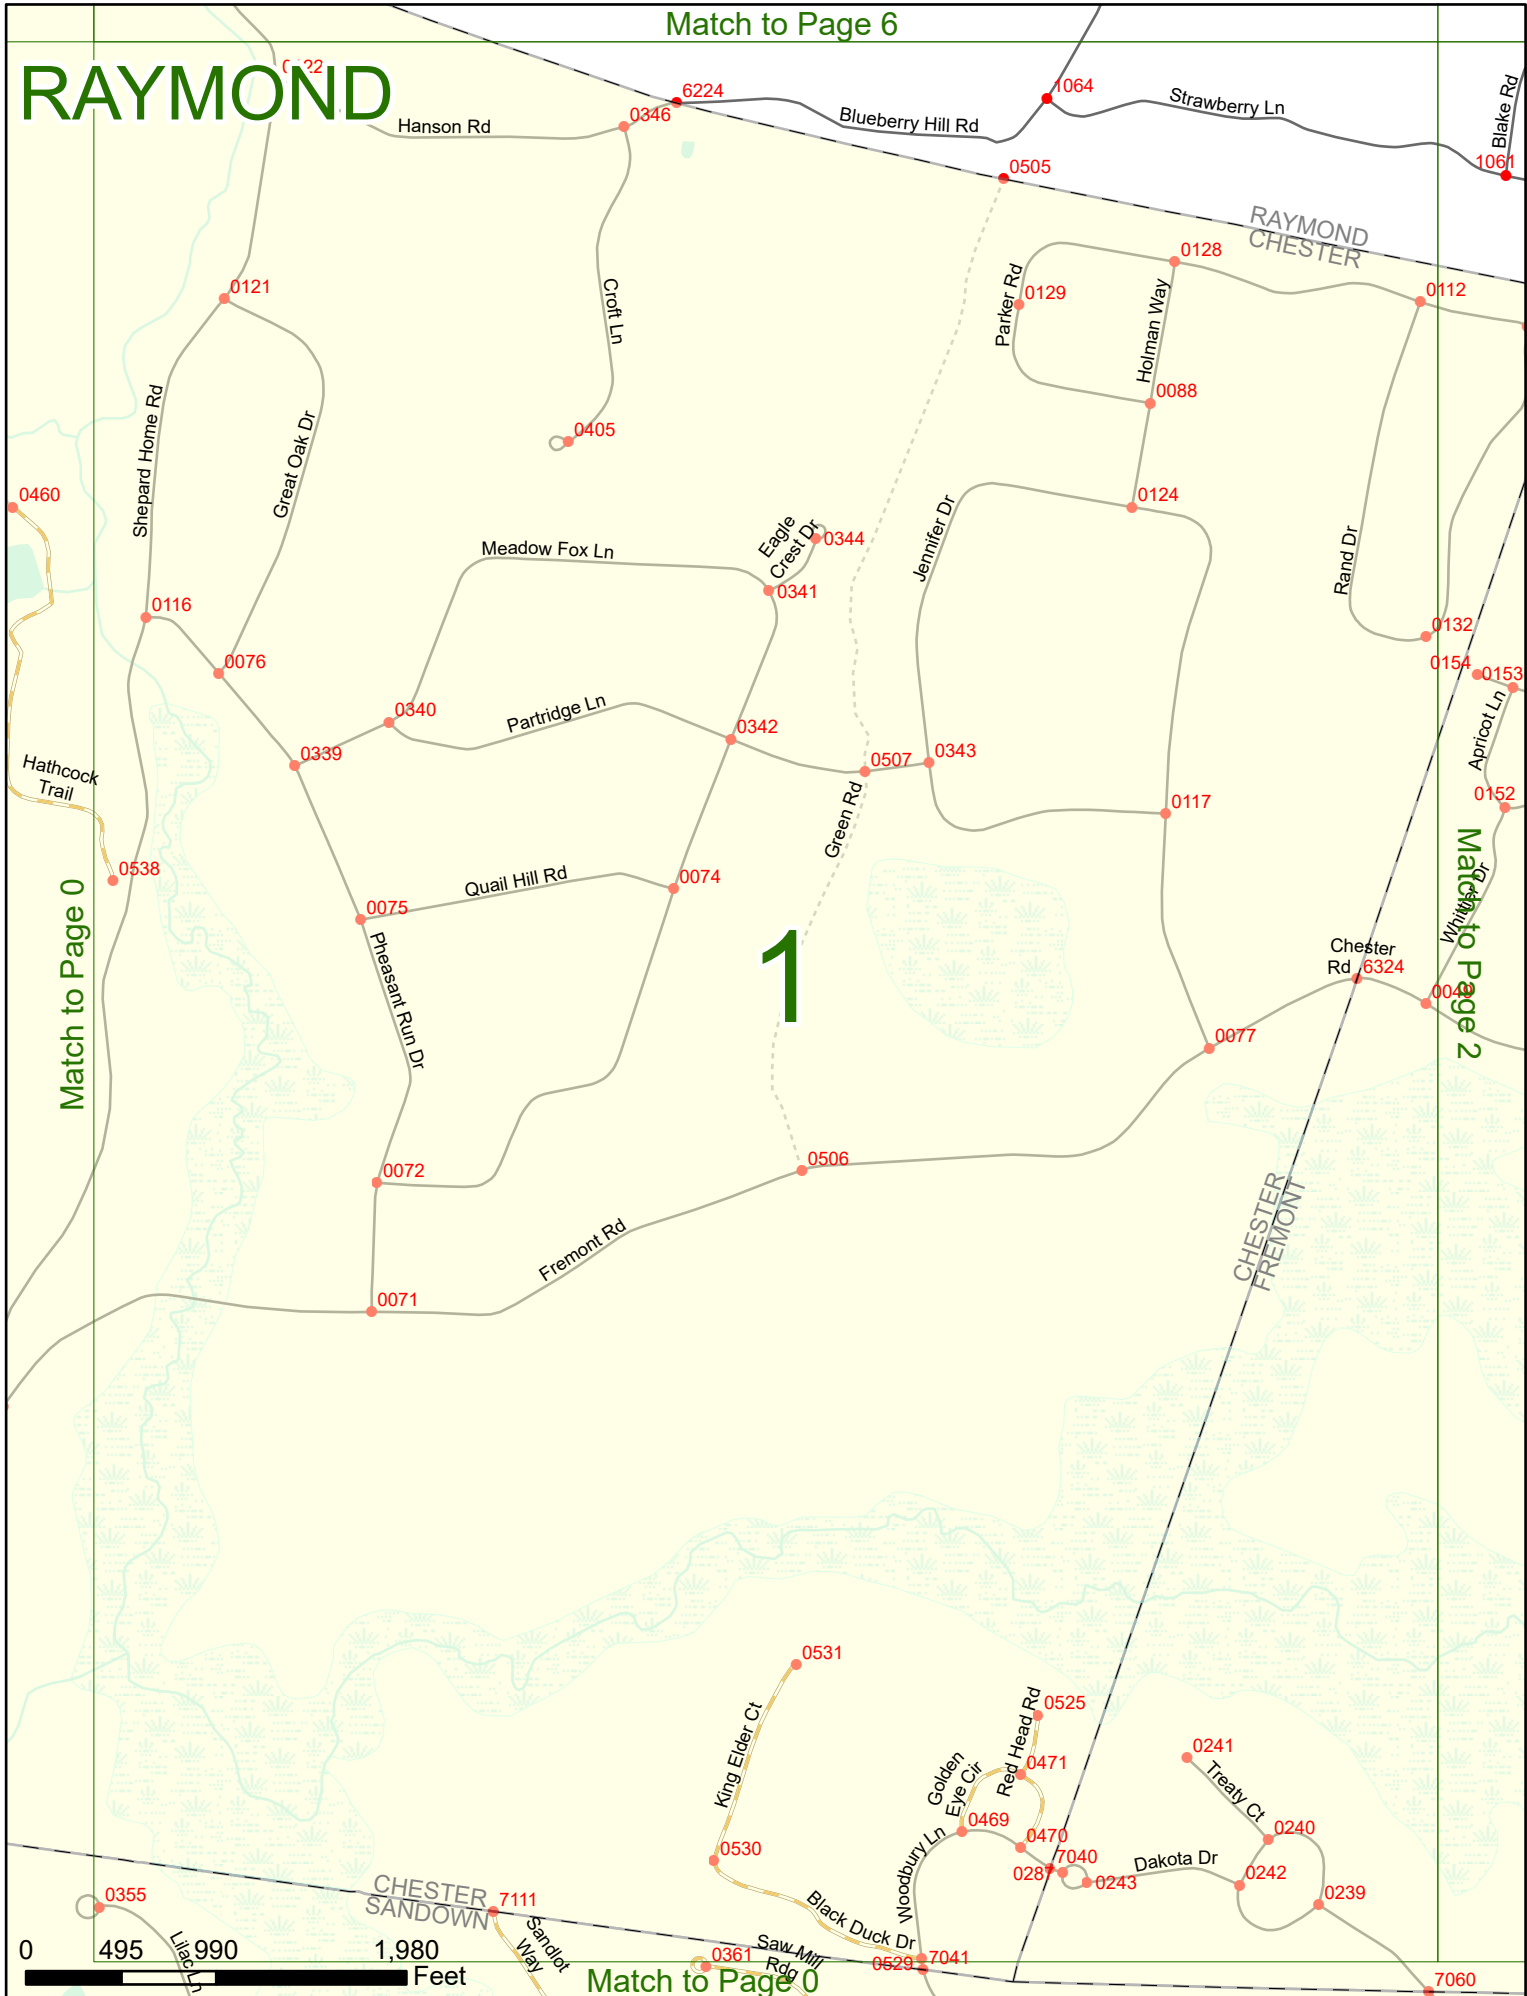 Match to Page 6
RAYMOND
0122
6224
1064
0346
Hanson Rd
Blueberry Hill Rd
Strawberry Ln
Blake Rd
1061
0505
RAYMOND
CHESTER
0128
0121
0129
0112
Parker Rd
Holman Way
Croft Ln
0088
Shepard Home Rd
Great Oak Dr
0405
0460
0124
Jennifer Dr
Eagle
Crest Dr
0344
Meadow Fox Ln
0341
Rand Dr
0116
0132
0076
0154
0153
0340
Partridge Ln
0342
Apricot Ln
0339
0507
0343
Hathcock
Trail
Green Rd
0117
0152
0538
Quail Hill Rd
0074
0075
Match to Page 0
Pheasant Run Dr
1
Whittier Dr
Match to Page 2
Chester
Rd
6324
0049
0077
0072
0506
CHESTER
FREMONT
Fremont Rd
0071
0531
King Elder Ct
0525
Red Head Rd
0471
Golden
Eye Cir
0241
Treaty Ct
0469
0470
0240
0530
Woodbury Ln
7040
0287
0243
Dakota Dr
0242
0239
CHESTER
SANDOWN
7111
0355
Black Duck Dr
Sandlot
Way
Lilac Ln
0361
Saw Mill
Rdg
7041
0529
0 495 990 1,980
Feet
Match to Page 0
7060